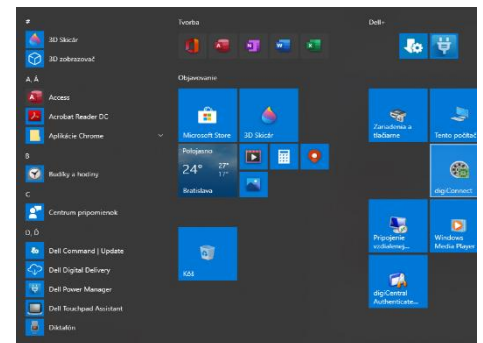 #
3D Skicár
3D zobrazovač
A, Á
Access
Acrobat Reader DC
Aplikácie Chrome
B
Budíky a hodiny
C
Centrum pripomienok
D, Ď
Dell Command | Update
Dell Digital Delivery
Dell Power Manager
Dell Touchpad Assistant
Diktafón
Tvorba
Objavovanie
Microsoft Store
3D Skicár
Polojasno
24° 27°
17°
Bratislava
Kôš
Dell+
Zariadenia a
tlačiarne
Tento počítač
digiConnect
Pripojenie
vzdialenej...
Windows
Media Player
digiCentral
Authenticate...